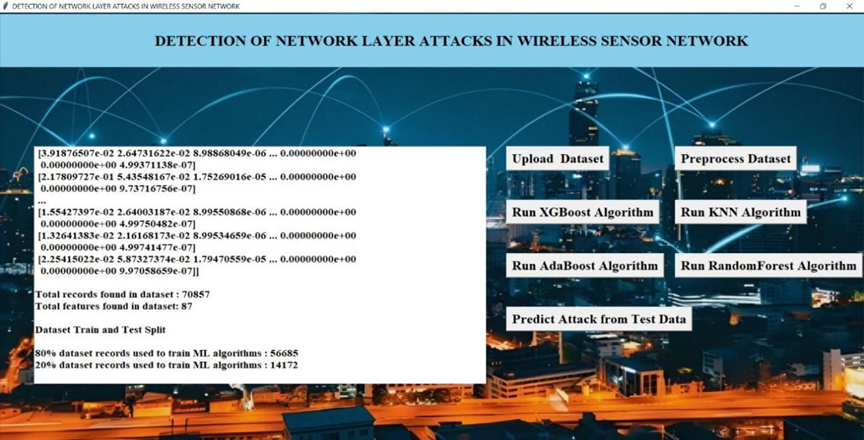 DETECTION OF NETWORK LAYER ATTACKS IN WIRELESS SENSOR NETWORK
DETECTION OF NETWORK LAYER ATTACKS IN WIRELESS SENSOR NETWORK
[3.91876507e-02 2.64731622e-02 8.98868049e-06 ... 0.00000000e+00
0.00000000e+00 4.99371138e-07]
[2.17809727e-01 5.43548167e-02 1.75269016e-05 ... 0.00000000e+00
0.00000000e+00 9.73716756e-07]
...
[1.55427397e-02 2.64003187e-02 8.99550868e-06 ... 0.00000000e+00
0.00000000e+00 4.99750482e-07]
[1.32641383e-02 2.16168173e-02 8.99534659e-06 ... 0.00000000e+00
0.00000000e+00 4.99741477e-07]
[2.25415022e-02 5.87327374e-02 1.79470559e-05 ... 0.00000000e+00
0.00000000e+00 9.97058659e-07]]
Total records found in dataset : 70857
Total features found in dataset: 87
Dataset Train and Test Split
80% dataset records used to train ML algorithms : 56685
20% dataset records used to train ML algorithms : 14172
Upload Dataset
Preprocess Dataset
Run XGBoost Algorithm
Run KNN Algorithm
Run AdaBoost Algorithm
Run RandomForest Algorithm
Predict Attack from Test Data